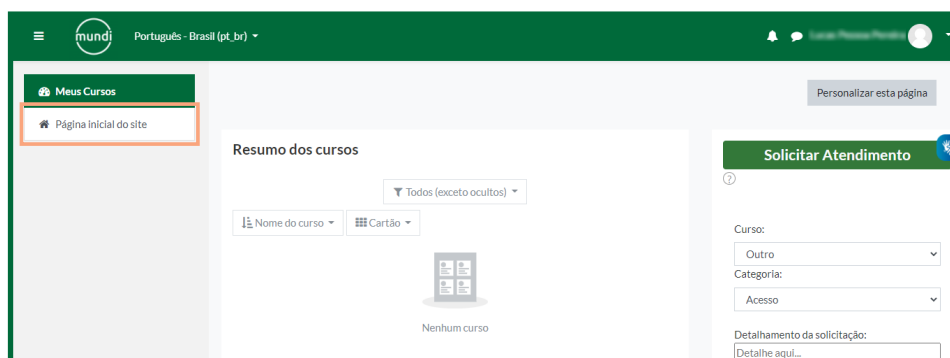 mundi
Português - Brasil (pt_br)
Meus Cursos
Página inicial do site
Personalizar esta página
Resumo dos cursos
Todos (exceto ocultos)
Nome do curso
Cartão
Nenhum curso
Solicitar Atendimento
?
Curso:
Outro
Categoria:
Acesso
Detalhamento da solicitação:
Detalhe aqui...